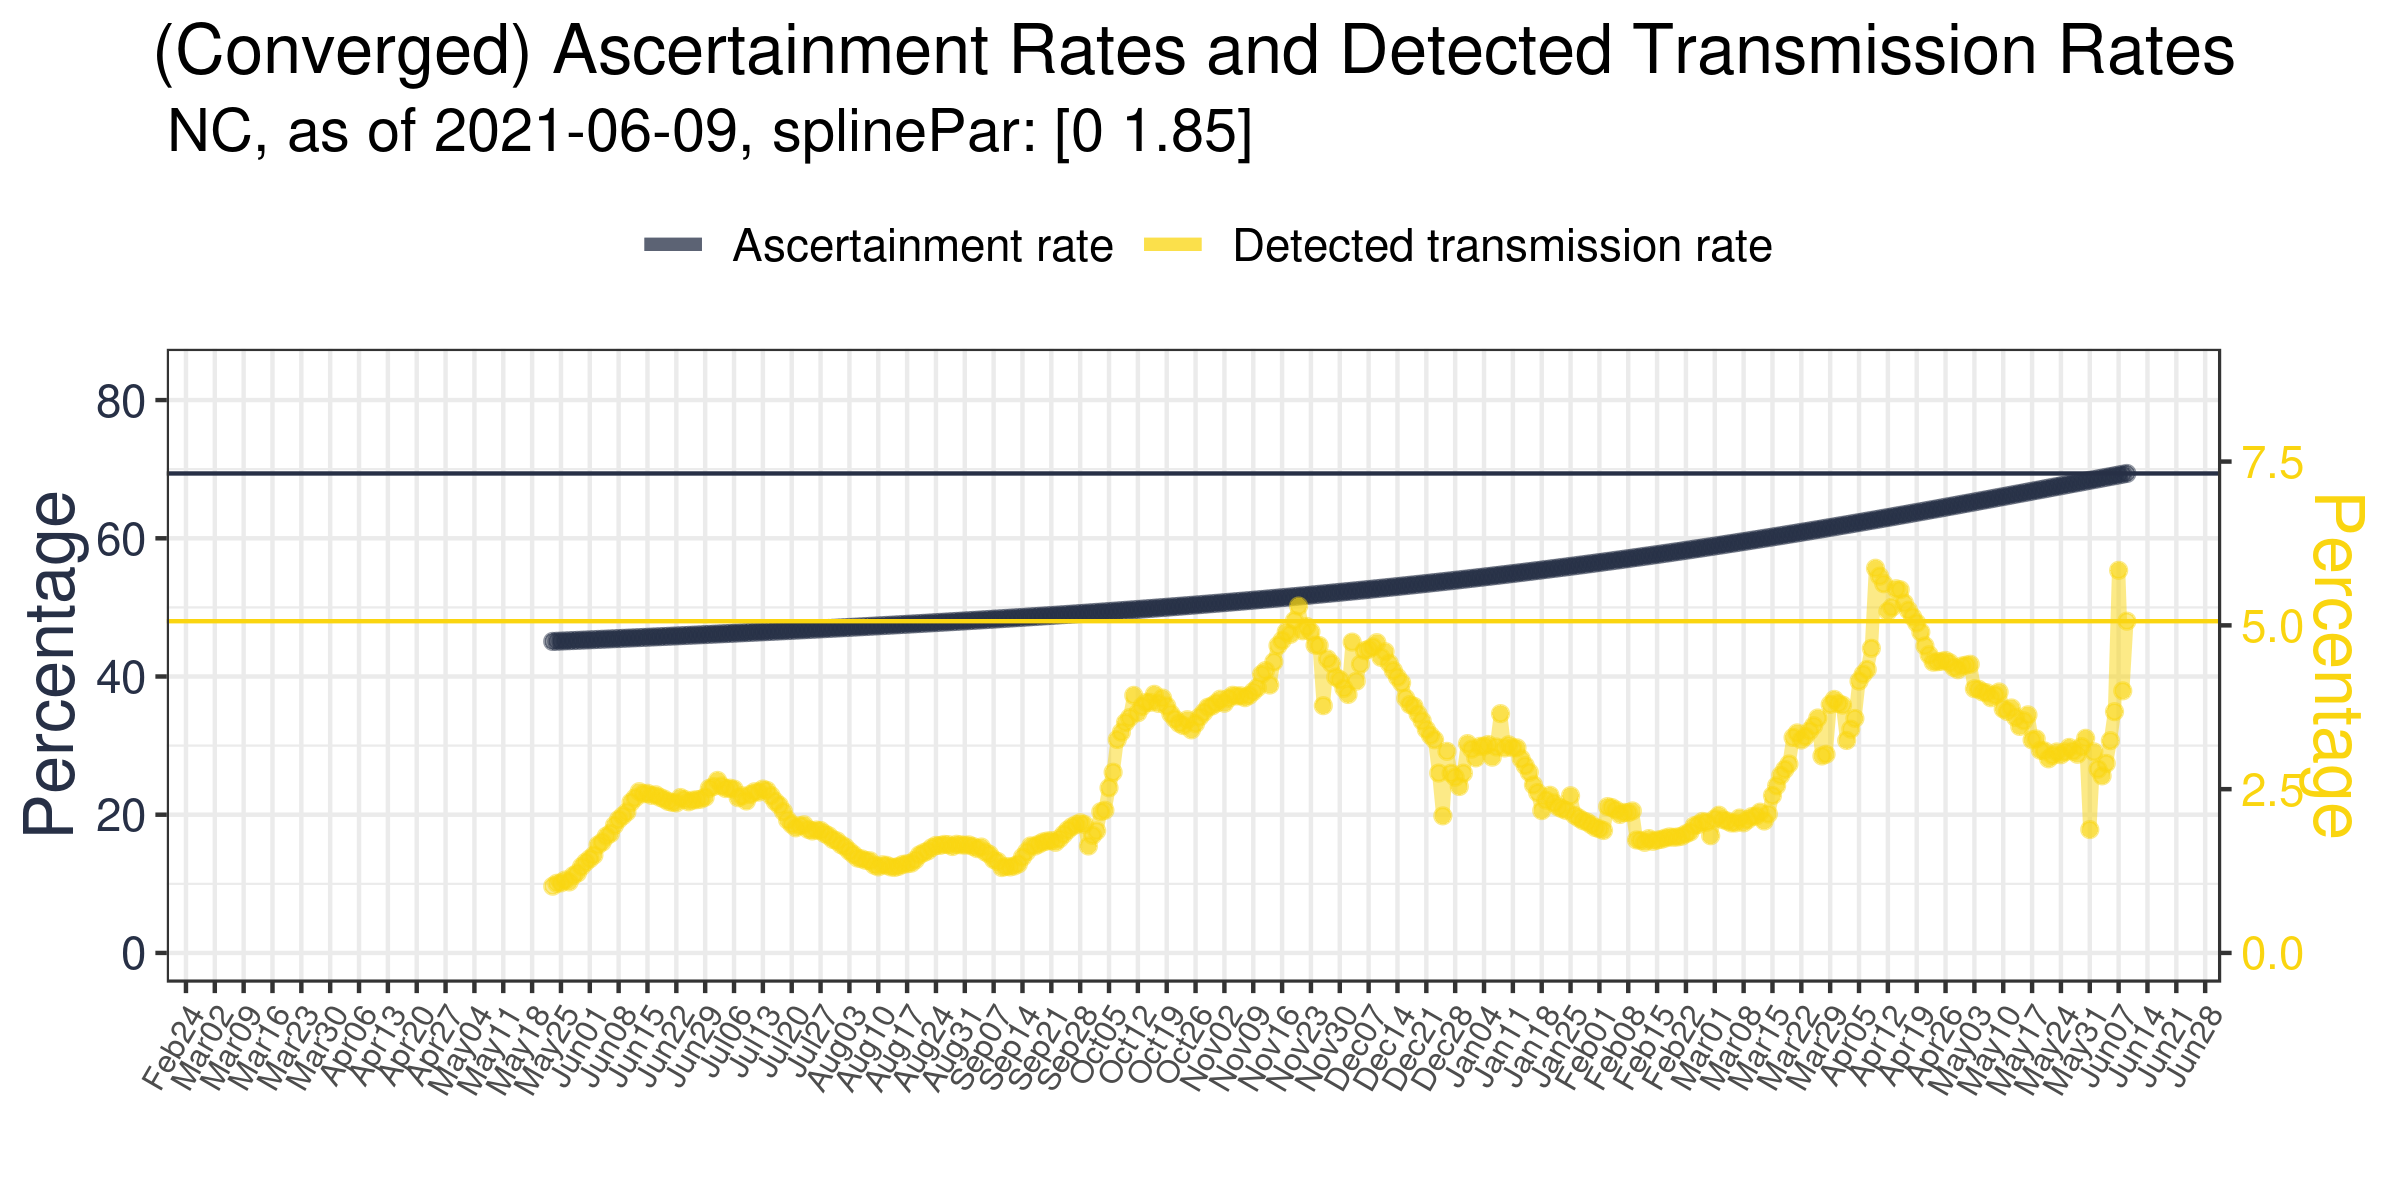 (Converged) Ascertainment Rates and Detected Transmission Rates
NC, as of 2021-06-09, splinePar: [0 1.85]
Ascertainment rate
Detected transmission rate
Percentage
80
60
40
20
0
7.5
5.0
2.5
0.0
Percentage
Feb24
Mar02
Mar09
Mar16
Mar23
Mar30
Apr06
Apr13
Apr20
Apr27
May04
May11
May18
May25
Jun01
Jun08
Jun15
Jun22
Jun29
Jul06
Jul13
Jul20
Jul27
Aug03
Aug10
Aug17
Aug24
Aug31
Sep07
Sep14
Sep21
Sep28
Oct05
Oct12
Oct19
Oct26
Nov02
Nov09
Nov16
Nov23
Nov30
Dec07
Dec14
Dec21
Dec28
Jan04
Jan11
Jan18
Jan25
Feb01
Feb08
Feb15
Feb22
Mar01
Mar08
Mar15
Mar22
Mar29
Apr05
Apr12
Apr19
Apr26
May03
May10
May17
May24
May31
Jun07
Jun14
Jun21
Jun28